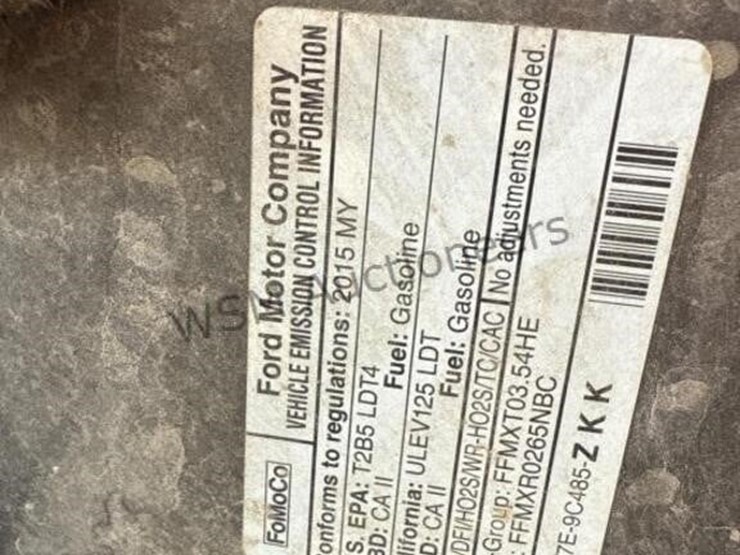 FoMoCo
Ford Motor Company
VEHICLE EMISSION CONTROL INFORMATION
onforms to regulations: 2015 MY
S. EPA: T2B5 LDT4
BD: CA II Fuel: Gasoline
lifornia: ULEV125 LDT
D: CA II Fuel: Gasoline
/DFI/HO2S/WR-HO2S/TC/CAC No adjustments needed.
-Group: FFMXT03.54HE
: FFMXR0265NBC
7E-9C485-ZKK
WSM Auctioneers